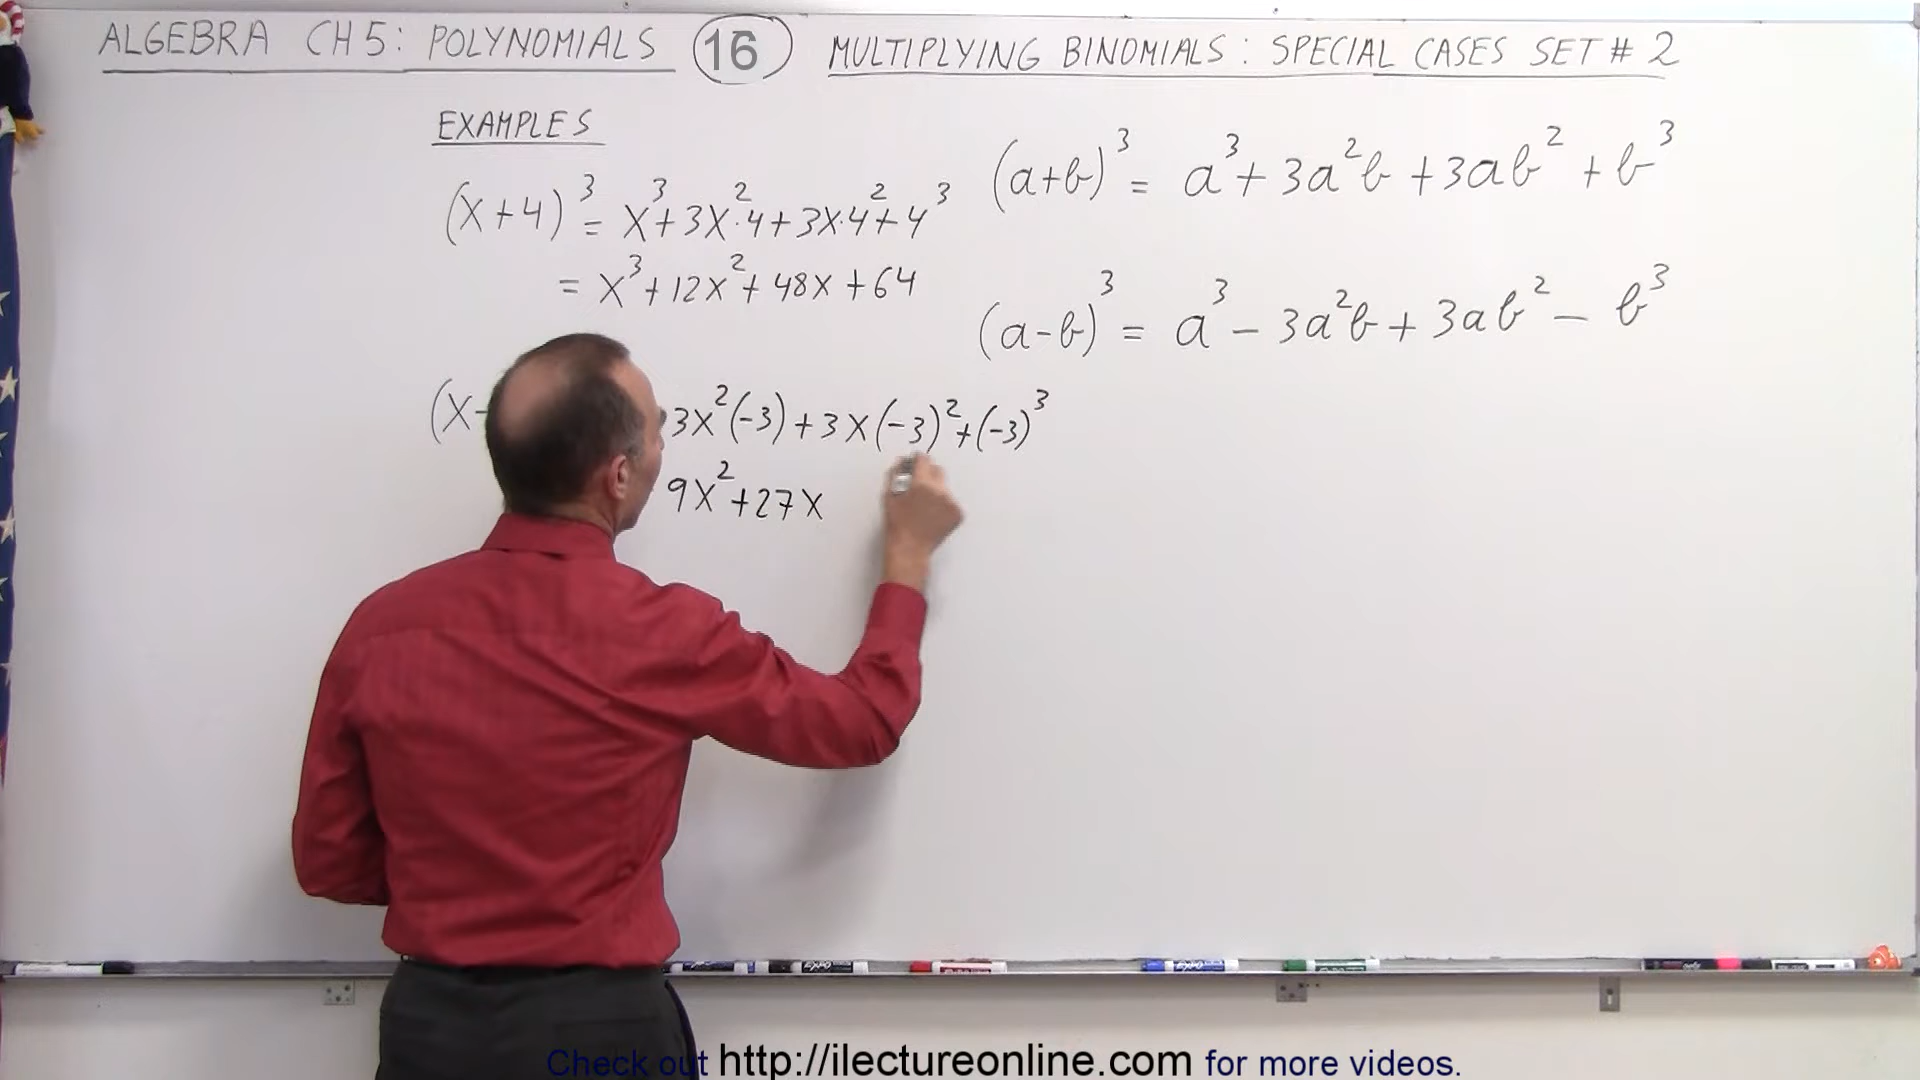 ALGEBRA CH 5: POLYNOMIALS 16 MULTIPLYING BINOMIALS: SPECIAL CASES SET # 2
EXAMPLES
(x+4)³ = x³+3x²·4+3x·4²+4³
= x³+12x²+48x+64
(a+b)³ = a³+3a²b+3ab²+b³
(a-b)³ = a³-3a²b+3ab²-b³
(x- 3x²(-3)+3x(-3)²+(-3)³
9x²+27x
Check out http://ilectureonline.com for more videos.